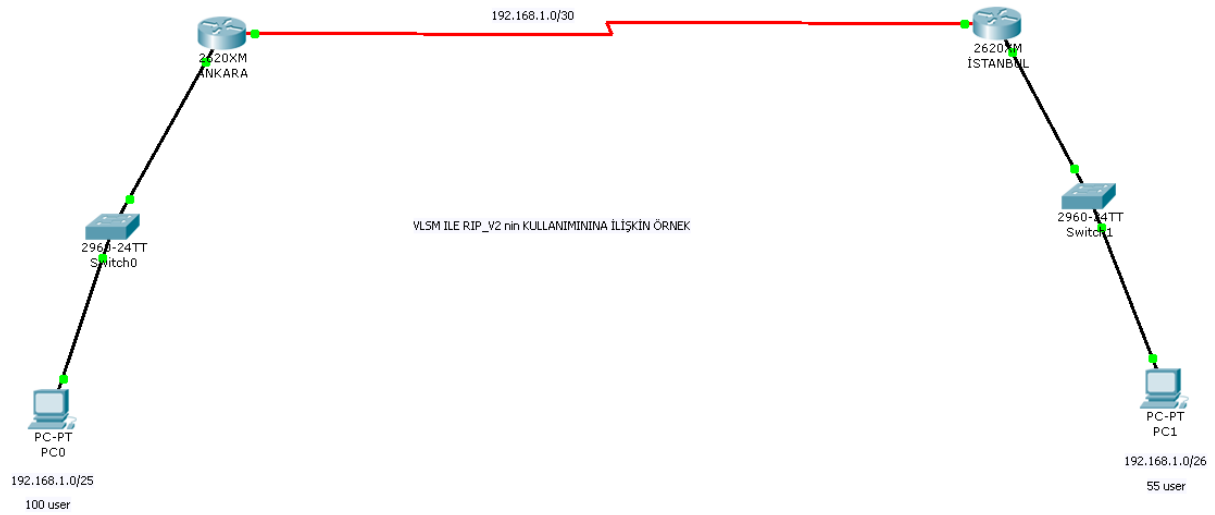 192.168.1.0/30
2620XM
ANKARA
2620XM
İSTANBUL
2960-24TT
Switch0
VLSM ILE RIP_V2 nin KULLANIMININA İLİŞKİN ÖRNEK
2960-24TT
Switch1
PC-PT
PC0
192.168.1.0/25
100 user
PC-PT
PC1
192.168.1.0/26
55 user